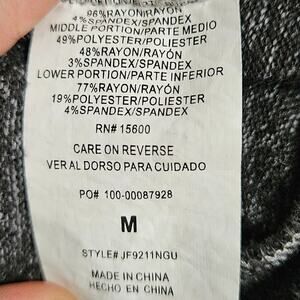 96%RAYON/RAYÓN
4%SPANDEX/SPANDEX
MIDDLE PORTION/PARTE MEDIO
49%POLYESTER/POLIESTER
48%RAYON/RAYÓN
3%SPANDEX/SPANDEX
LOWER PORTION/PARTE INFERIOR
77%RAYON/RAYÓN
19%POLYESTER/POLIESTER
4%SPANDEX/SPANDEX
RN# 15600
CARE ON REVERSE
VER AL DORSO PARA CUIDADO
PO# 100-00087928
M
STYLE# JF9211NGU
MADE IN CHINA
HECHO EN CHINA